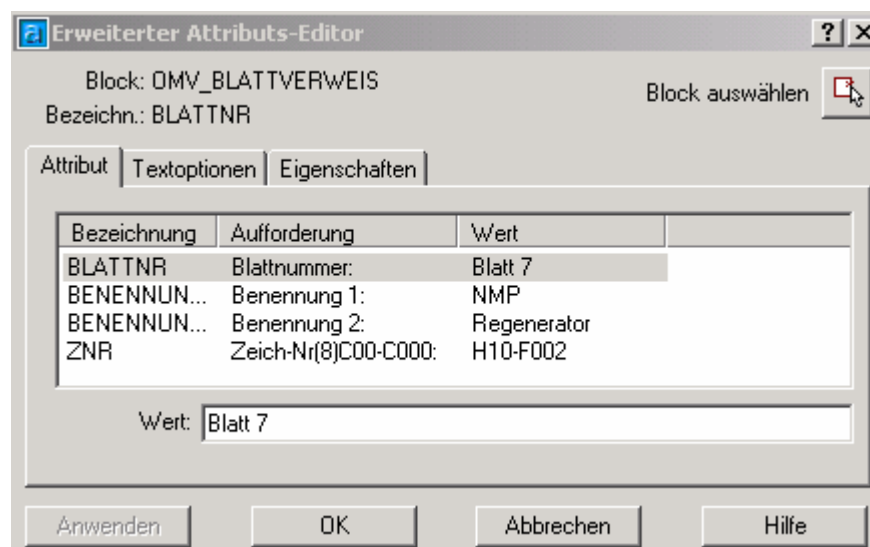 Erweiterter Attributs-Editor
Block: OMV_BLATTVERWEIS
Block auswählen
Bezeichn.: BLATTNR
Attribut Textoptionen Eigenschaften
Bezeichnung Aufforderung Wert
BLATTNR Blattnummer: Blatt 7
BENENNUN... Benennung 1: NMP
BENENNUN... Benennung 2: Regenerator
ZNR Zeich-Nr(8)C00-C000: H10-F002
Wert: Blatt 7
Anwenden OK Abbrechen Hilfe